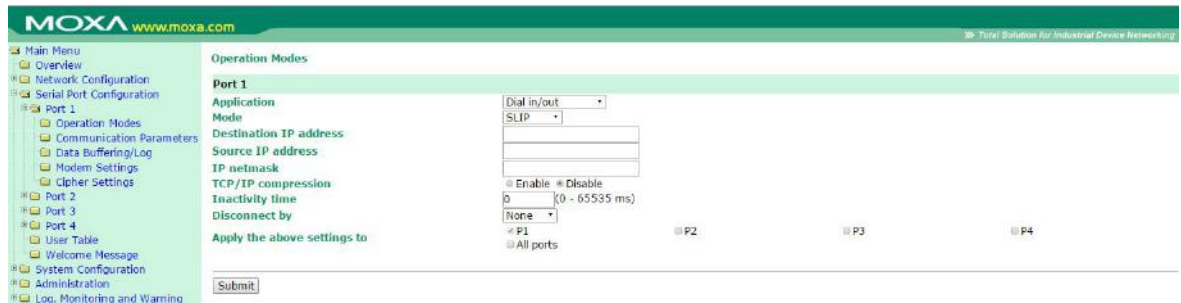 MOXA www.moxa.com
Total Solution for Industrial Device Networking
Main Menu
Overview
Network Configuration
Serial Port Configuration
Port 1
Operation Modes
Communication Parameters
Data Buffering/Log
Modem Settings
Cipher Settings
Port 2
Port 3
Port 4
User Table
Welcome Message
System Configuration
Administration
Log, Monitoring and Warning
Operation Modes
Port 1
Application Dial in/out
Mode SLIP
Destination IP address
Source IP address
IP netmask
TCP/IP compression Enable Disable
Inactivity time 0 (0 - 65535 ms)
Disconnect by None
Apply the above settings to P1 P2 P3 P4
All ports
Submit